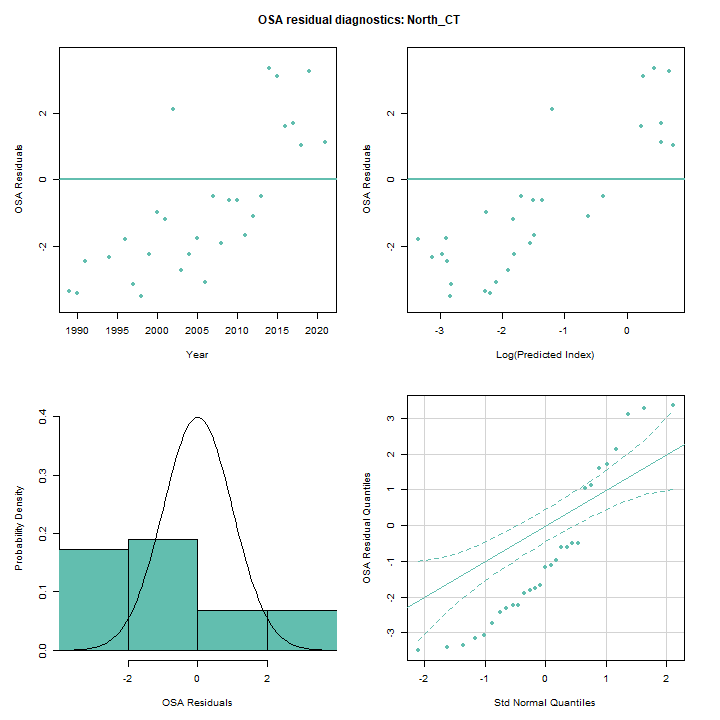 OSA residual diagnostics: North_CT
OSA Residuals
2
0
-2
1990 1995 2000 2005 2010 2015 2020
Year
OSA Residuals
2
0
-2
-3 -2 -1 0
Log(Predicted Index)
Probability Density
0.4
0.3
0.2
0.1
0.0
-2 0 2
OSA Residuals
OSA Residual Quantiles
3
2
1
0
-1
-2
-3
-2 -1 0 1 2
Std Normal Quantiles